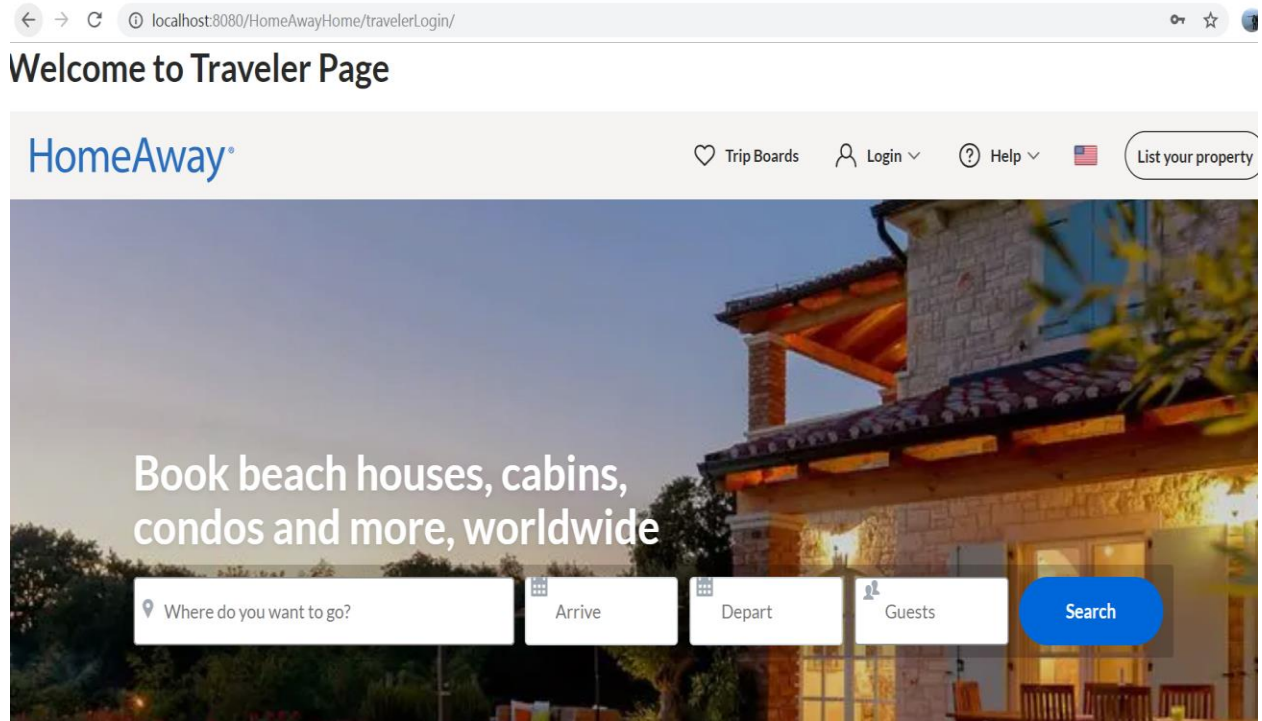 localhost:8080/HomeAwayHome/travelerLogin/
Welcome to Traveler Page
HomeAway®
Trip Boards
Login
Help
List your property
Book beach houses, cabins,
condos and more, worldwide
Where do you want to go?
Arrive
Depart
Guests
Search